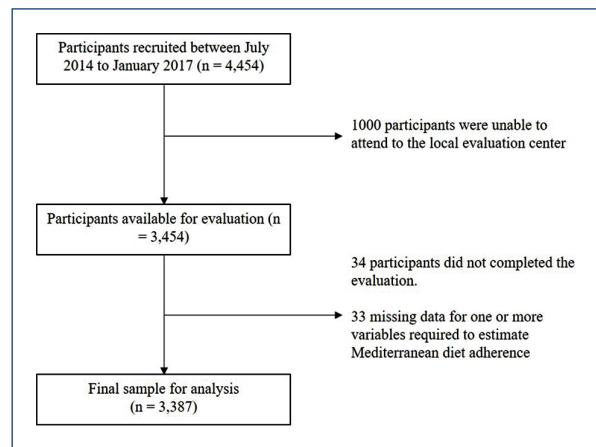 Participants recruited between July
2014 to January 2017 (n = 4,454)
1000 participants were unable to
attend to the local evaluation center
Participants available for evaluation (n
= 3,454)
34 participants did not completed the
evaluation.
33 missing data for one or more
variables required to estimate
Mediterranean diet adherence
Final sample for analysis
(n = 3,387)